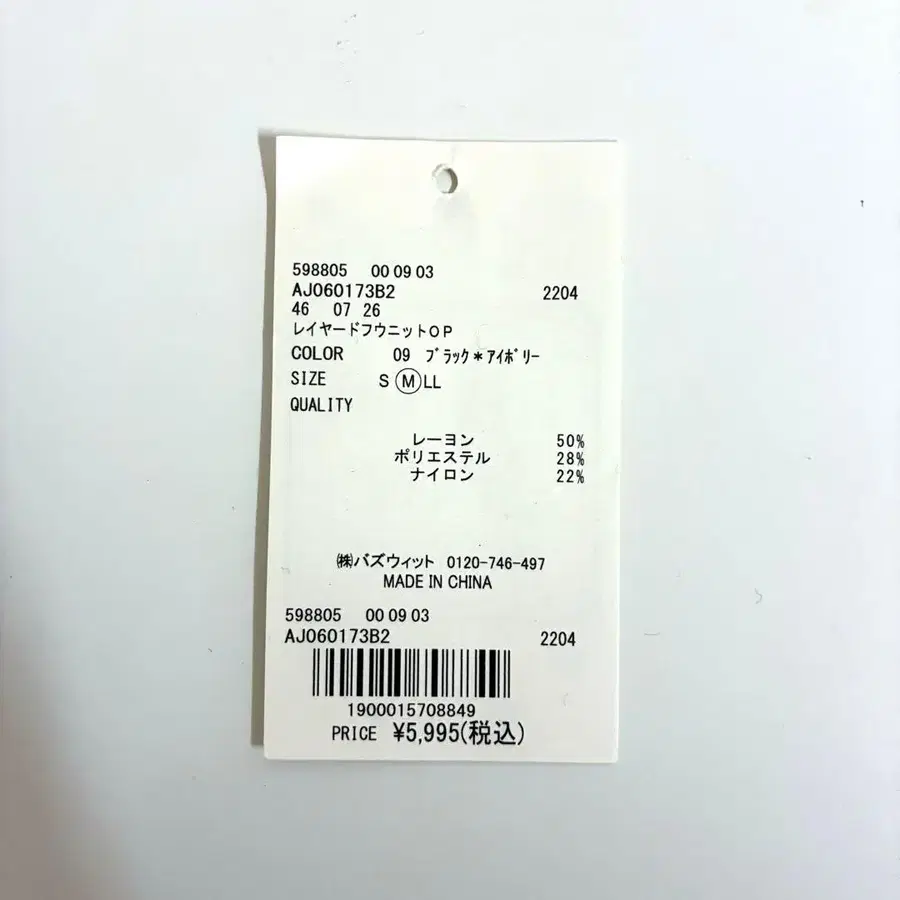 598805 00 09 03
AJ060173B2 2204
46 07 26
レイヤードフウニットOP
COLOR 09 ブラック*アイボリー
SIZE S Ⓜ LL
QUALITY
レーヨン 50%
ポリエステル 28%
ナイロン 22%
㈱バズウィット 0120-746-497
MADE IN CHINA
598805 00 09 03
AJ060173B2 2204
1900015708849
PRICE ¥5,995(税込)